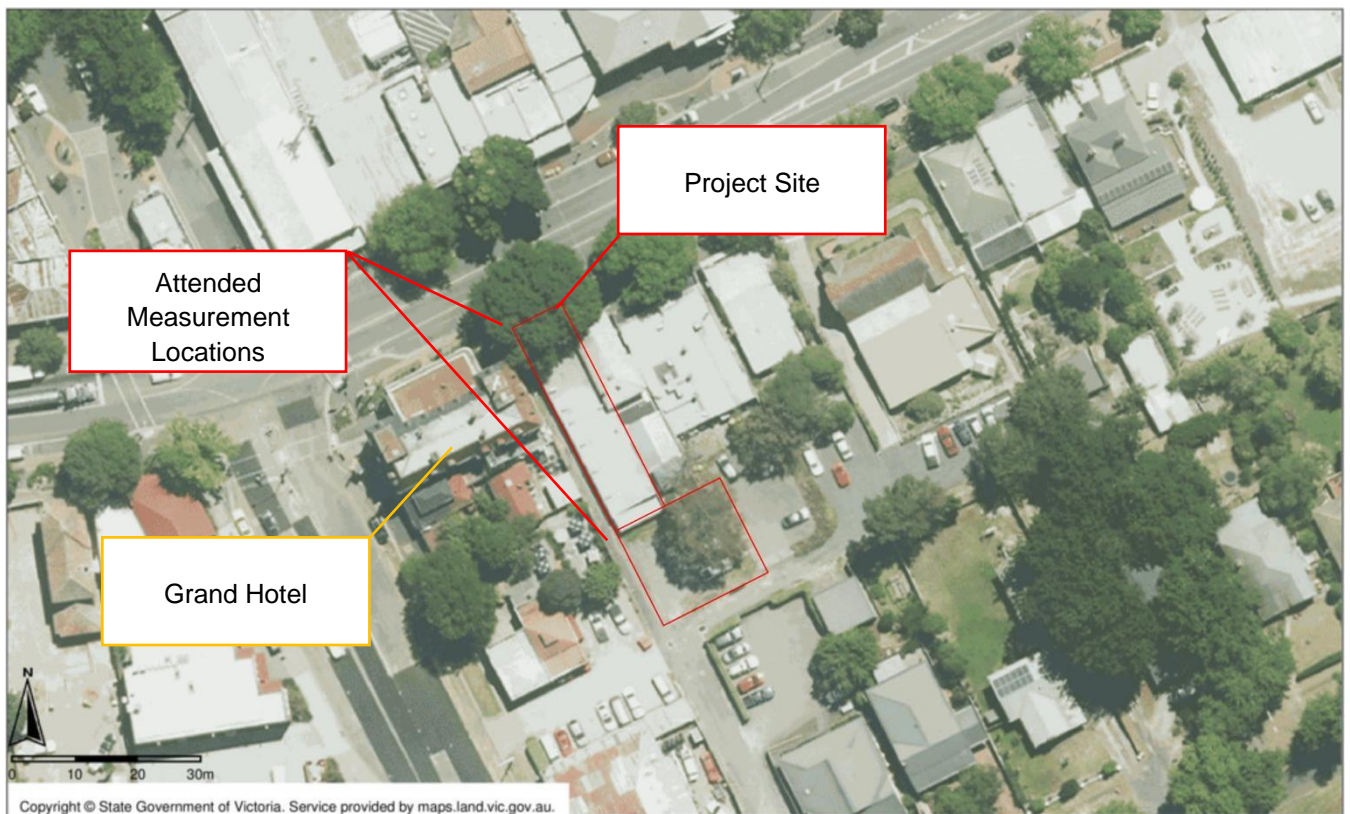 Project Site
Attended
Measurement
Locations
Grand Hotel
N
0 10 20 30m
Copyright © State Government of Victoria. Service provided by maps.land.vic.gov.au.